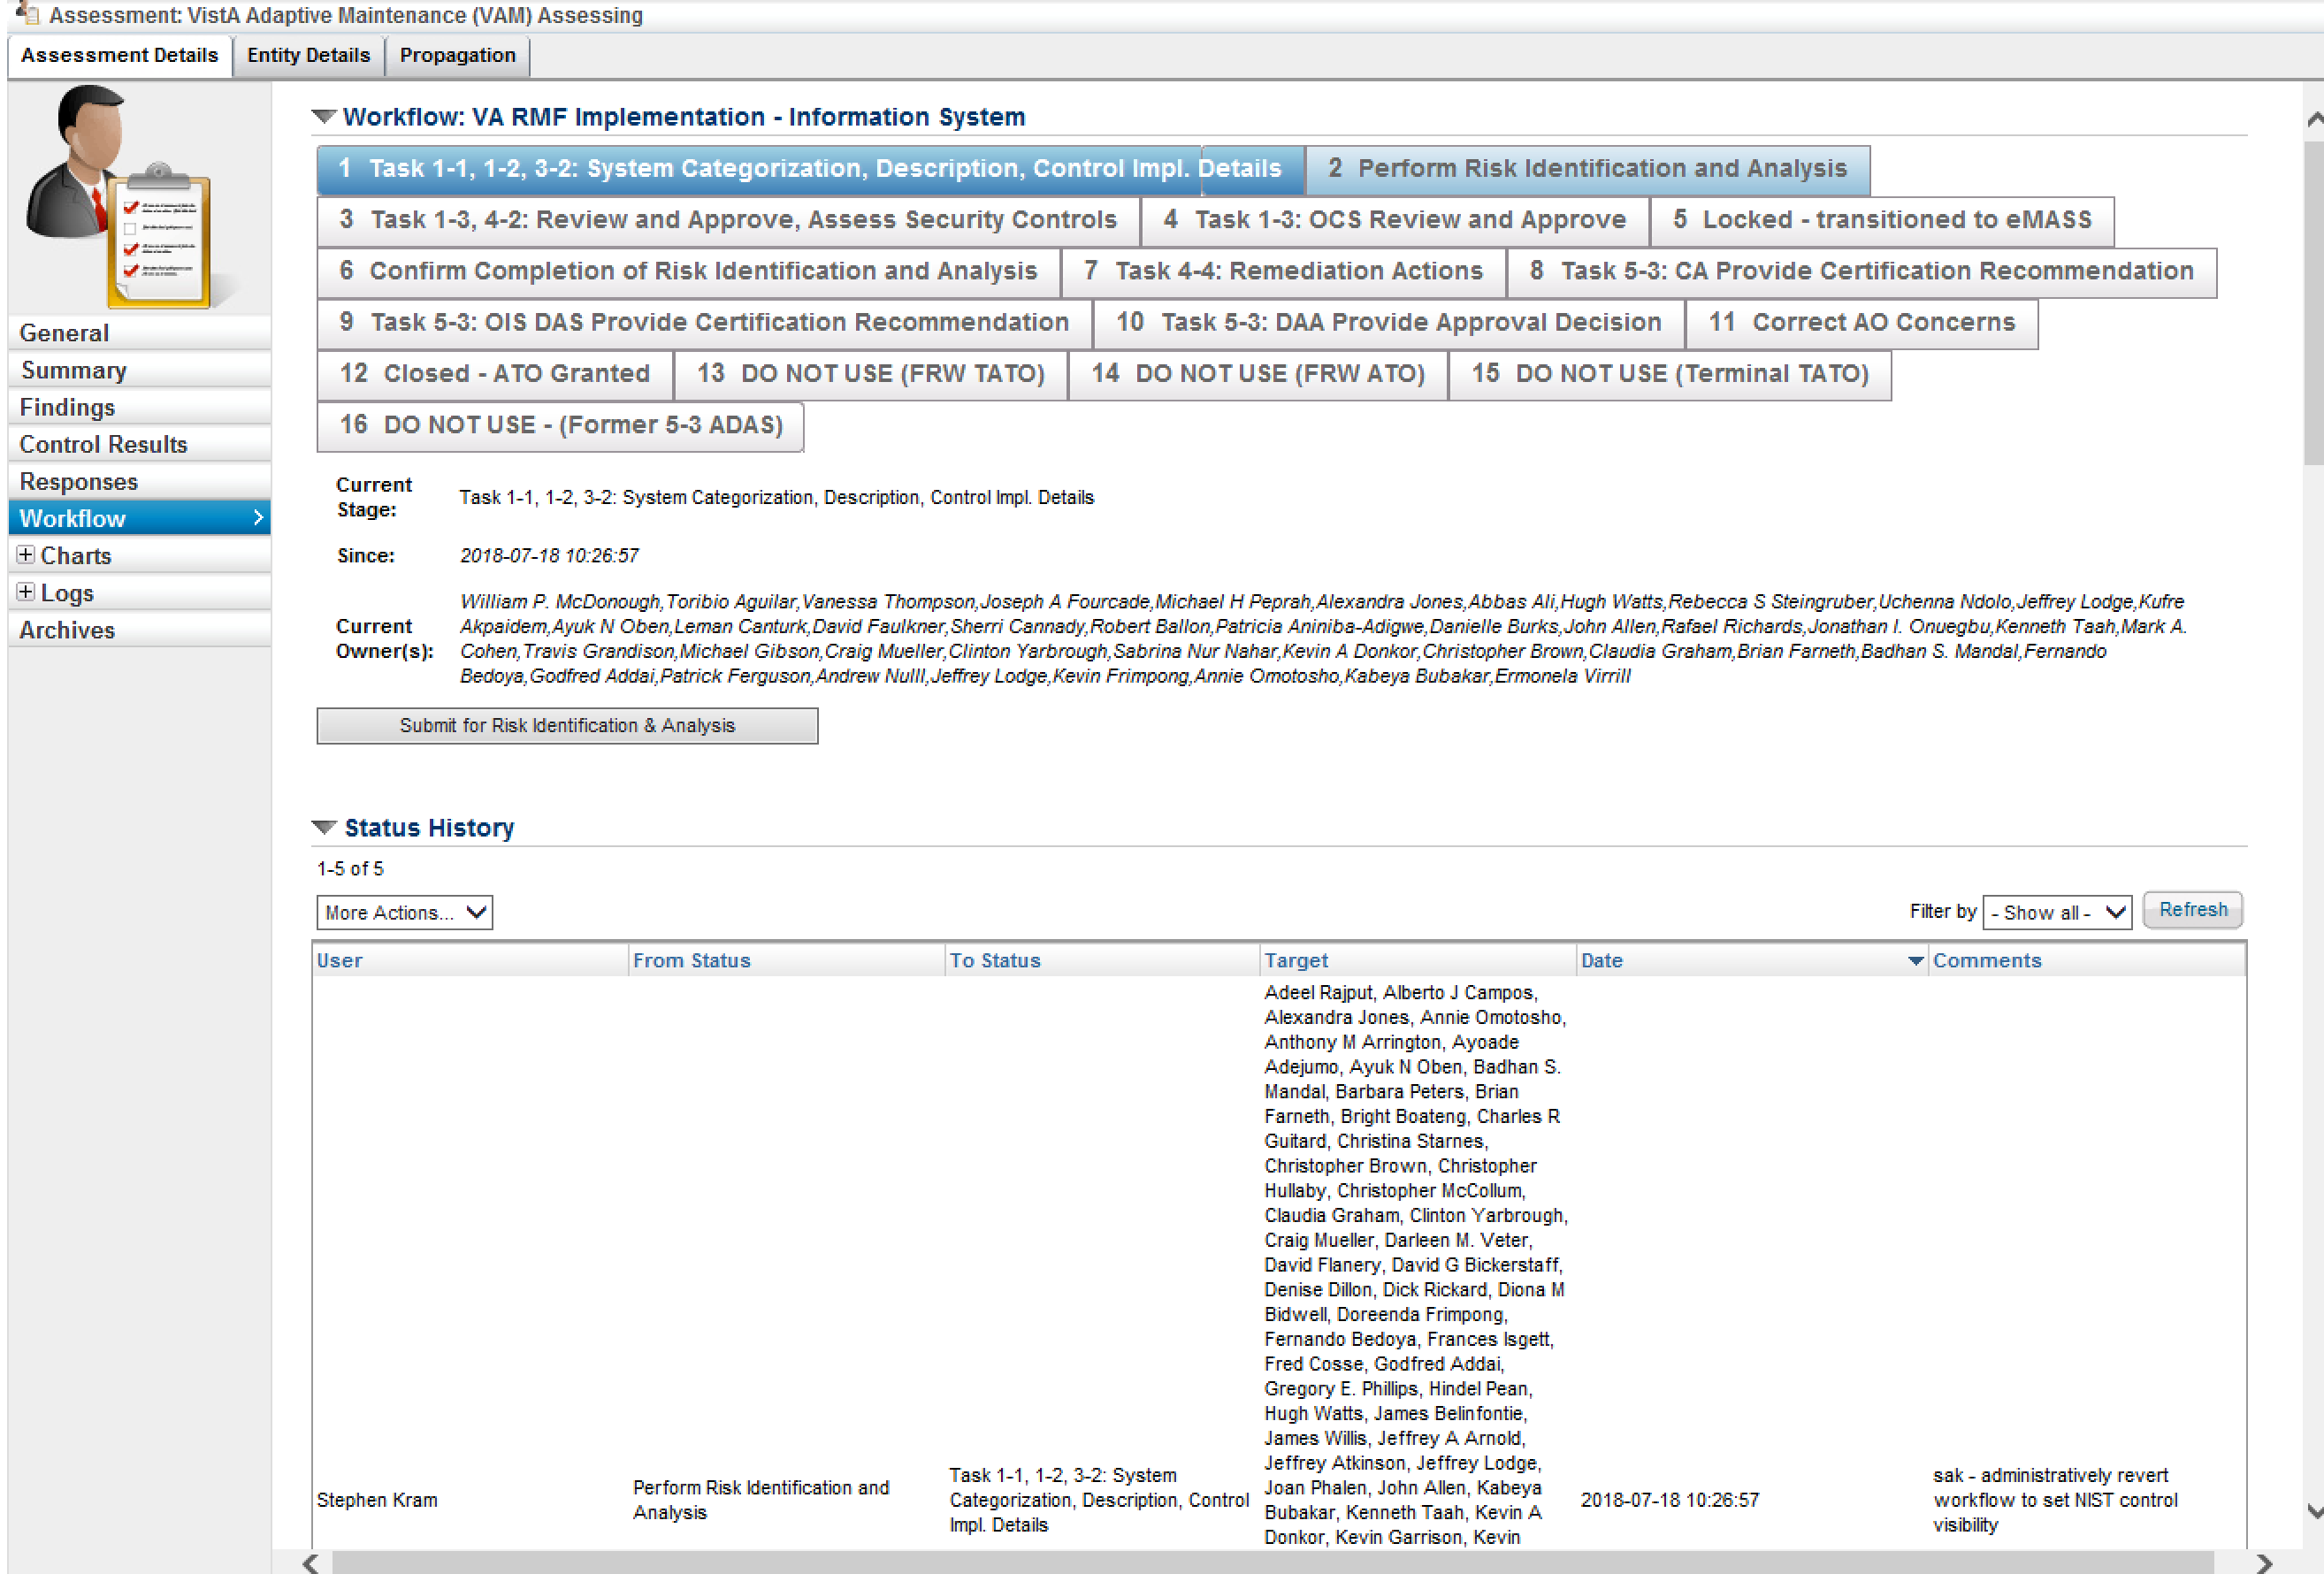 Assessment: VistA Adaptive Maintenance (VAM) Assessing
Assessment Details
Entity Details
Propagation
General
Summary
Findings
Control Results
Responses
Workflow
Charts
Logs
Archives
Workflow: VA RMF Implementation - Information System
1 Task 1-1, 1-2, 3-2: System Categorization, Description, Control Impl. Details
2 Perform Risk Identification and Analysis
3 Task 1-3, 4-2: Review and Approve, Assess Security Controls
4 Task 1-3: OCS Review and Approve
5 Locked - transitioned to eMASS
6 Confirm Completion of Risk Identification and Analysis
7 Task 4-4: Remediation Actions
8 Task 5-3: CA Provide Certification Recommendation
9 Task 5-3: OIS DAS Provide Certification Recommendation
10 Task 5-3: DAA Provide Approval Decision
11 Correct AO Concerns
12 Closed - ATO Granted
13 DO NOT USE (FRW TATO)
14 DO NOT USE (FRW ATO)
15 DO NOT USE (Terminal TATO)
16 DO NOT USE - (Former 5-3 ADAS)
Current
Stage:
Task 1-1, 1-2, 3-2: System Categorization, Description, Control Impl. Details
Since:
2018-07-18 10:26:57
Current
Owner(s):
William P. McDonough,Toribio Aguilar,Vanessa Thompson,Joseph A Fourcade,Michael H Peprah,Alexandra Jones,Abbas Ali,Hugh Watts,Rebecca S Steingruber,Uchenna Ndolo,Jeffrey Lodge,Kufre
Akpaidem,Ayuk N Oben,Leman Canturk,David Faulkner,Sherri Cannady,Robert Ballon,Patricia Aniniba-Adigwe,Danielle Burks,John Allen,Rafael Richards,Jonathan I. Onuegbu,Kenneth Taah,Mark A.
Cohen,Travis Grandison,Michael Gibson,Craig Mueller,Clinton Yarbrough,Sabrina Nur Nahar,Kevin A Donkor,Christopher Brown,Claudia Graham,Brian Farneth,Badhan S. Mandal,Fernando
Bedoya,Godfred Addai,Patrick Ferguson,Andrew Nulll,Jeffrey Lodge,Kevin Frimpong,Annie Omotosho,Kabeya Bubakar,Ermonela Virrill
Submit for Risk Identification & Analysis
Status History
1-5 of 5
More Actions...
Filter by
- Show all -
Refresh
User
From Status
To Status
Target
Date
Comments
Stephen Kram
Perform Risk Identification and
Analysis
Task 1-1, 1-2, 3-2: System
Categorization, Description, Control
Impl. Details
Adeel Rajput, Alberto J Campos,
Alexandra Jones, Annie Omotosho,
Anthony M Arrington, Ayoade
Adejumo, Ayuk N Oben, Badhan S.
Mandal, Barbara Peters, Brian
Farneth, Bright Boateng, Charles R
Guitard, Christina Starnes,
Christopher Brown, Christopher
Hullaby, Christopher McCollum,
Claudia Graham, Clinton Yarbrough,
Craig Mueller, Darleen M. Veter,
David Flanery, David G Bickerstaff,
Denise Dillon, Dick Rickard, Diona M
Bidwell, Doreenda Frimpong,
Fernando Bedoya, Frances Isgett,
Fred Cosse, Godfred Addai,
Gregory E. Phillips, Hindel Pean,
Hugh Watts, James Belinfontie,
James Willis, Jeffrey A Arnold,
Jeffrey Atkinson, Jeffrey Lodge,
Joan Phalen, John Allen, Kabeya
Bubakar, Kenneth Taah, Kevin A
Donkor, Kevin Garrison, Kevin
2018-07-18 10:26:57
sak - administratively revert
workflow to set NIST control
visibility